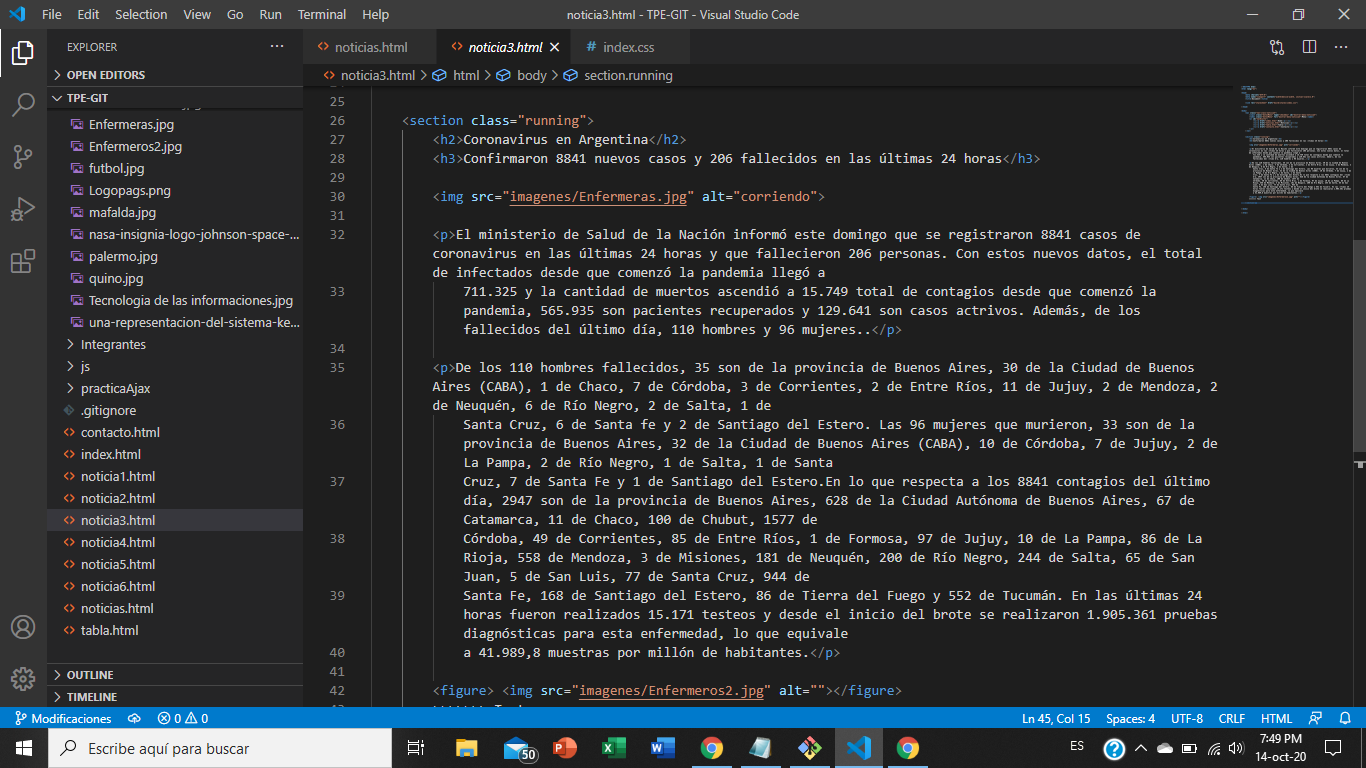 File Edit Selection View Go Run Terminal Help
noticia3.html - TPE-GIT - Visual Studio Code
EXPLORER
OPEN EDITORS
TPE-GIT
Enfermeras.jpg
Enfermeros2.jpg
futbol.jpg
Logopags.png
mafalda.jpg
nasa-insignia-logo-johnson-space-...
palermo.jpg
quino.jpg
Tecnologia de las informaciones.jpg
una-representacion-del-sistema-ke...
Integrantes
js
practicaAjax
.gitignore
contacto.html
index.html
noticia1.html
noticia2.html
noticia3.html
noticia4.html
noticia5.html
noticia6.html
noticias.html
tabla.html
OUTLINE
TIMELINE
noticias.html
noticia3.html
# index.css
noticia3.html > html > body > section.running
25
26 <section class="running">
27 <h2>Coronavirus en Argentina</h2>
28 <h3>Confirmaron 8841 nuevos casos y 206 fallecidos en las últimas 24 horas</h3>
29
30 <img src="imagenes/Enfermeras.jpg" alt="corriendo">
31
32 <p>El ministerio de Salud de la Nación informó este domingo que se registraron 8841 casos de
coronavirus en las últimas 24 horas y que fallecieron 206 personas. Con estos nuevos datos, el total
de infectados desde que comenzó la pandemia llegó a
33 711.325 y la cantidad de muertos ascendió a 15.749 total de contagios desde que comenzó la
pandemia, 565.935 son pacientes recuperados y 129.641 son casos actrivos. Además, de los
fallecidos del último día, 110 hombres y 96 mujeres..</p>
34
35 <p>De los 110 hombres fallecidos, 35 son de la provincia de Buenos Aires, 30 de la Ciudad de Buenos
Aires (CABA), 1 de Chaco, 7 de Córdoba, 3 de Corrientes, 2 de Entre Ríos, 11 de Jujuy, 2 de Mendoza, 2
de Neuquén, 6 de Río Negro, 2 de Salta, 1 de
36 Santa Cruz, 6 de Santa fe y 2 de Santiago del Estero. Las 96 mujeres que murieron, 33 son de la
provincia de Buenos Aires, 32 de la Ciudad de Buenos Aires (CABA), 10 de Córdoba, 7 de Jujuy, 2 de
La Pampa, 2 de Río Negro, 1 de Salta, 1 de Santa
37 Cruz, 7 de Santa Fe y 1 de Santiago del Estero.En lo que respecta a los 8841 contagios del último
día, 2947 son de la provincia de Buenos Aires, 628 de la Ciudad Autónoma de Buenos Aires, 67 de
Catamarca, 11 de Chaco, 100 de Chubut, 1577 de
38 Córdoba, 49 de Corrientes, 85 de Entre Ríos, 1 de Formosa, 97 de Jujuy, 10 de La Pampa, 86 de La
Rioja, 558 de Mendoza, 3 de Misiones, 181 de Neuquén, 200 de Río Negro, 244 de Salta, 65 de San
Juan, 5 de San Luis, 77 de Santa Cruz, 944 de
39 Santa Fe, 168 de Santiago del Estero, 86 de Tierra del Fuego y 552 de Tucumán. En las últimas 24
horas fueron realizados 15.171 testeos y desde el inicio del brote se realizaron 1.905.361 pruebas
diagnósticas para esta enfermedad, lo que equivale
40 a 41.989,8 muestras por millón de habitantes.</p>
41
42 <figure> <img src="imagenes/Enfermeros2.jpg" alt=""></figure>
Modificaciones 0 0
Ln 45, Col 15 Spaces: 4 UTF-8 CRLF HTML
Escribe aquí para buscar
50
ES
7:49 PM
14-oct-20